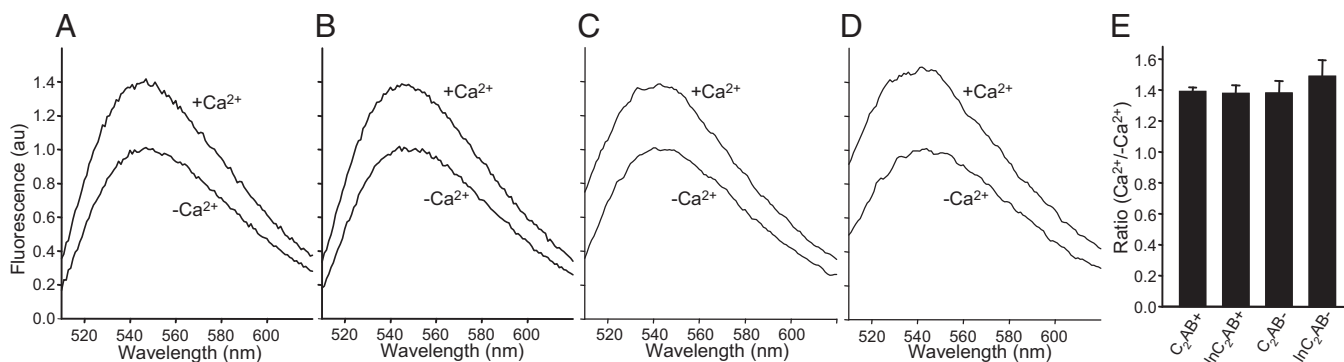 A
B
C
D
E
Fluorescence (au)
1.4
1.2
1.0
0.8
0.6
0.4
0.2
0.0
+Ca²⁺
-Ca²⁺
520 540 560 580 600
Wavelength (nm)
+Ca²⁺
-Ca²⁺
520 540 560 580 600
Wavelength (nm)
+Ca²⁺
-Ca²⁺
520 540 560 580 600
Wavelength (nm)
+Ca²⁺
-Ca²⁺
520 540 560 580 600
Wavelength (nm)
Ratio (Ca²⁺/-Ca²⁺)
1.6
1.4
1.2
1.0
0.8
0.6
0.4
0.2
0.0
C₂AB+
InC₂AB+
C₂AB-
InC₂AB-